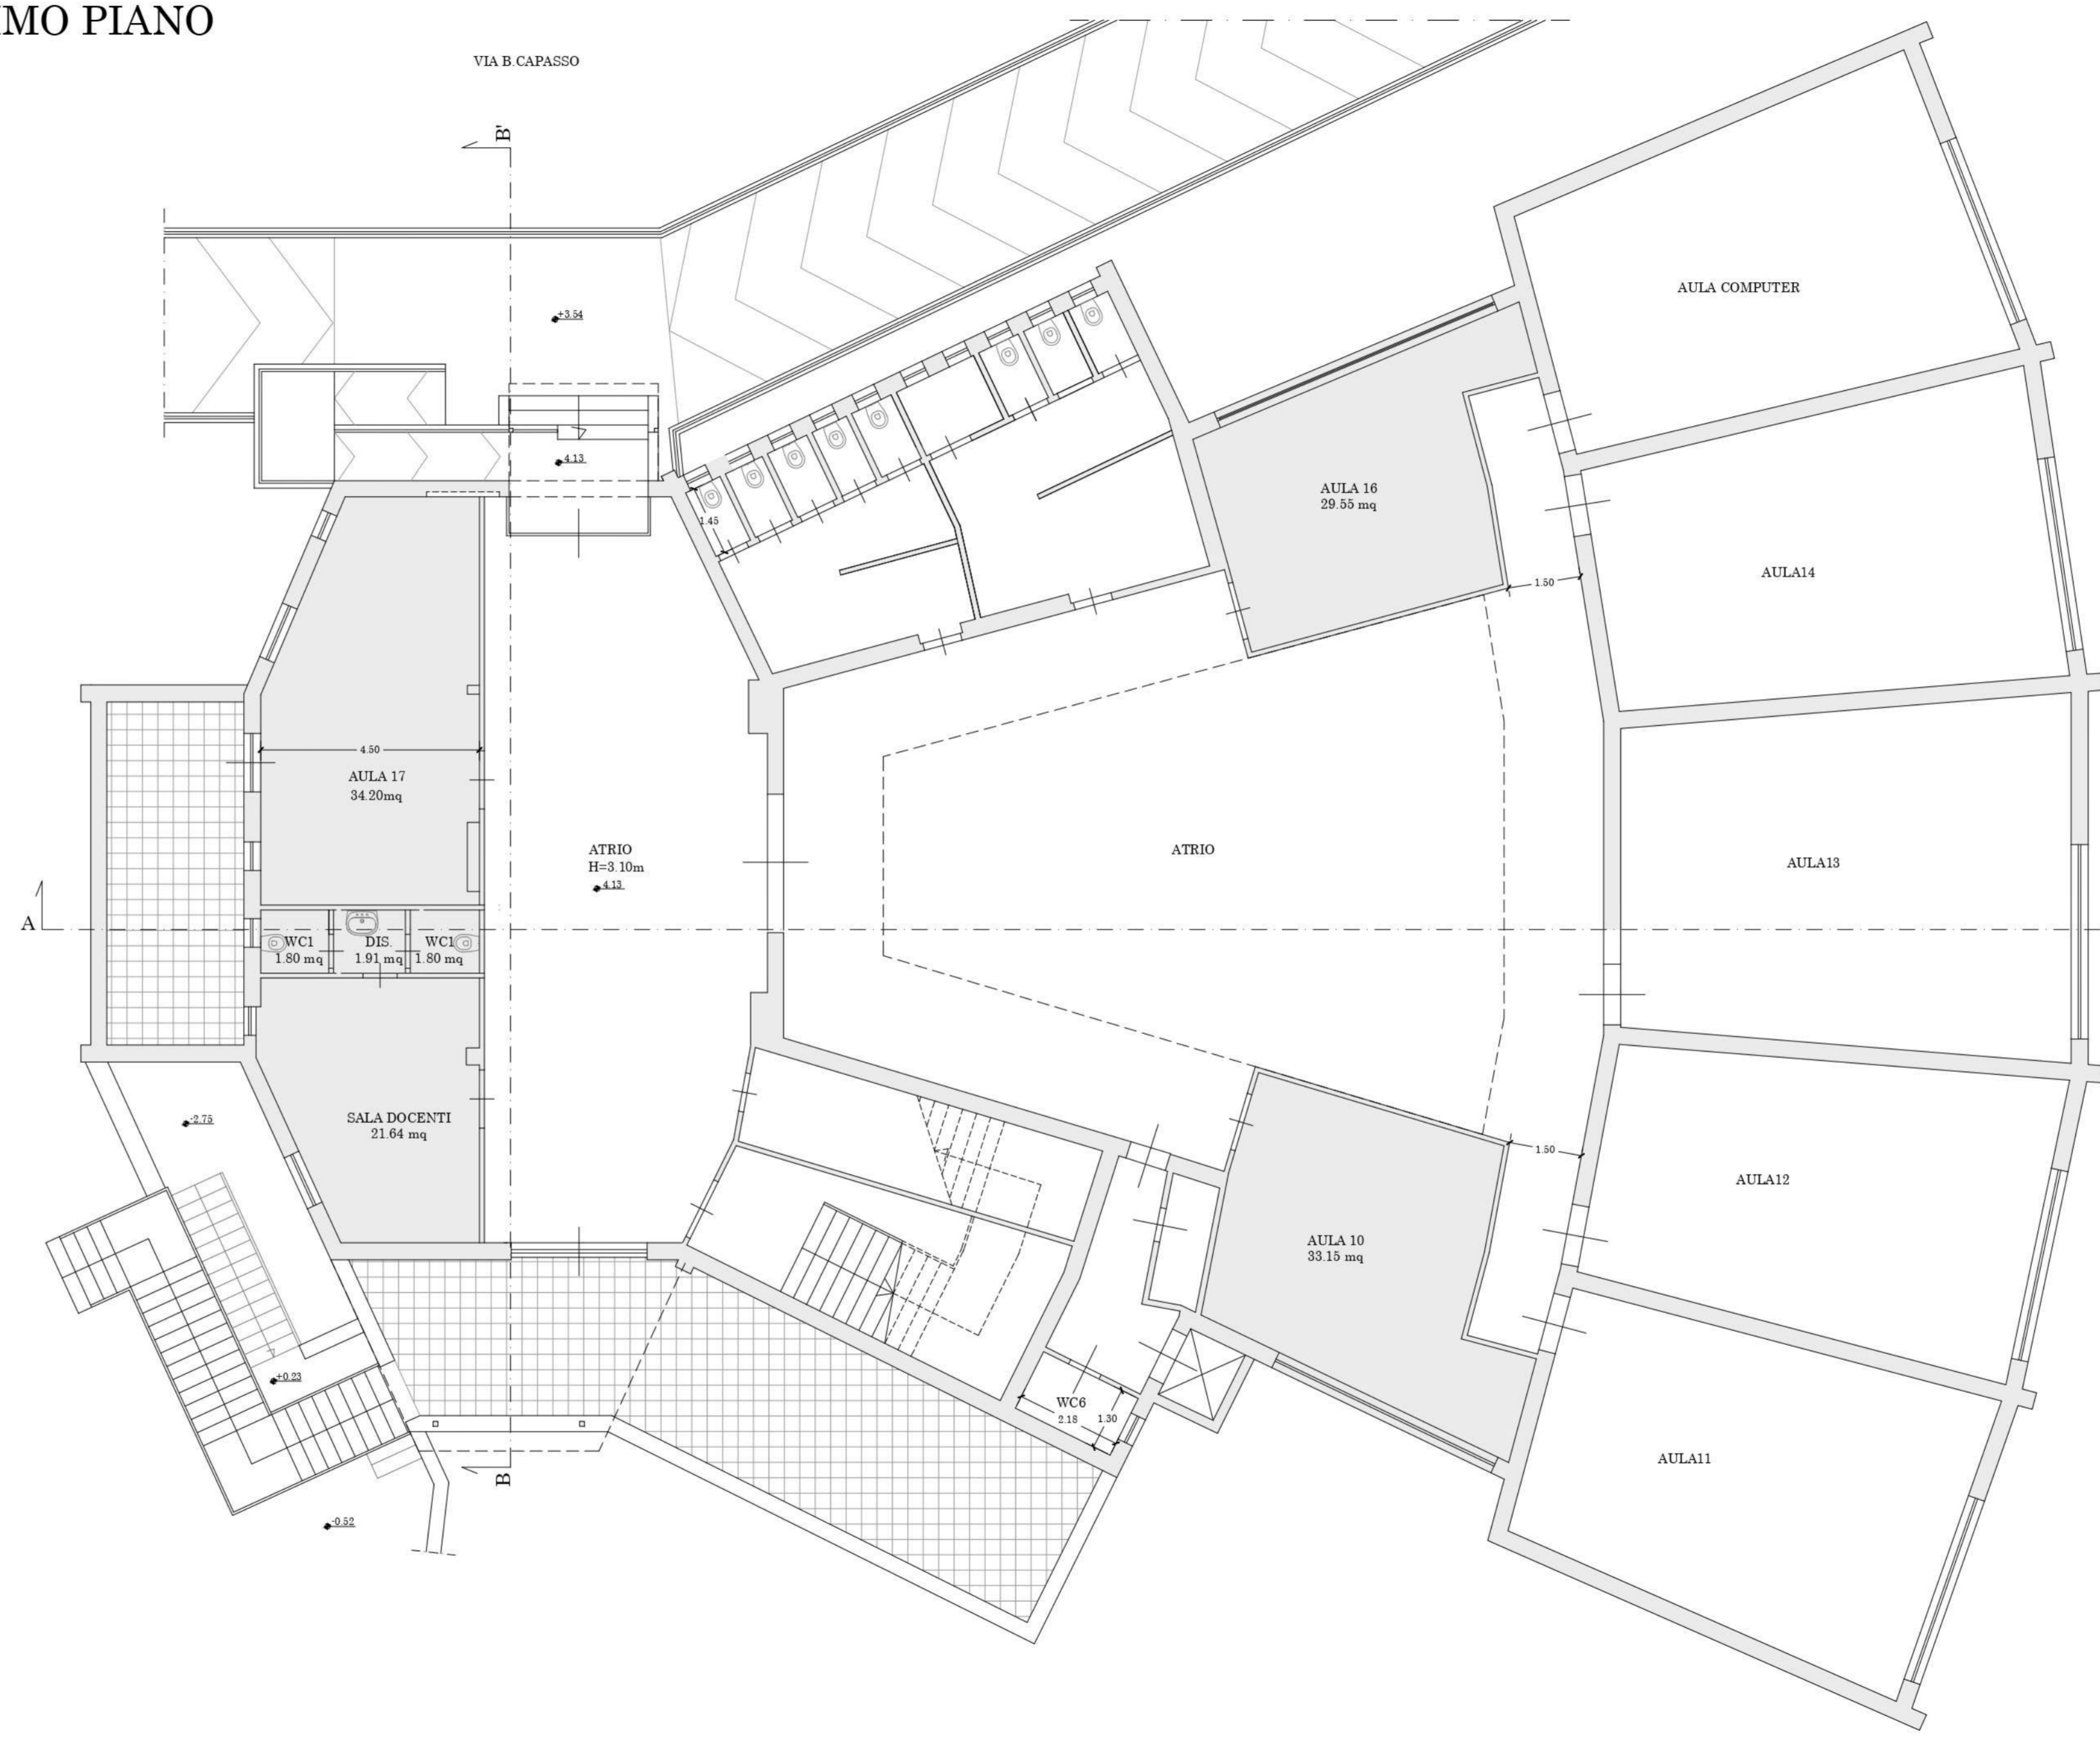 IMO PIANO
VIA B.CAPASSO
B'
+3.54
4.13
1.45
AULA COMPUTER
AULA 16
29.55 mq
1.50
AULA14
4.50
AULA 17
34.20mq
ATRIO
H=3.10m
4.13
ATRIO
AULA13
A
WC1
1.80 mq
DIS.
1.91 mq
WC1
1.80 mq
-2.75
SALA DOCENTI
21.64 mq
1.50
AULA12
AULA 10
33.15 mq
+0.23
WC6
2.18
1.30
AULA11
B
-0.52